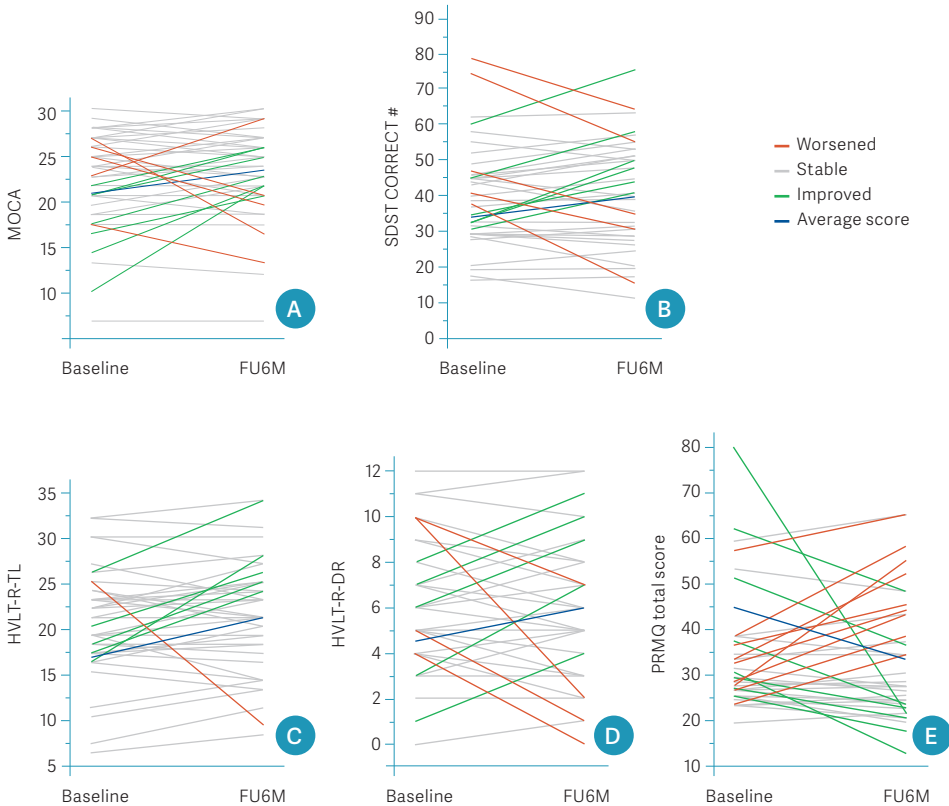 MOCA
30
25
20
15
10
A
Baseline
FU6M
SDST CORRECT #
90
80
70
60
50
40
30
20
10
0
B
Baseline
FU6M
Worsened
Stable
Improved
Average score
HVLT-R-TL
35
30
25
20
15
10
5
C
Baseline
FU6M
HVLT-R-DR
12
10
8
6
4
2
0
D
Baseline
FU6M
PRMQ total score
80
70
60
50
40
30
20
10
E
Baseline
FU6M